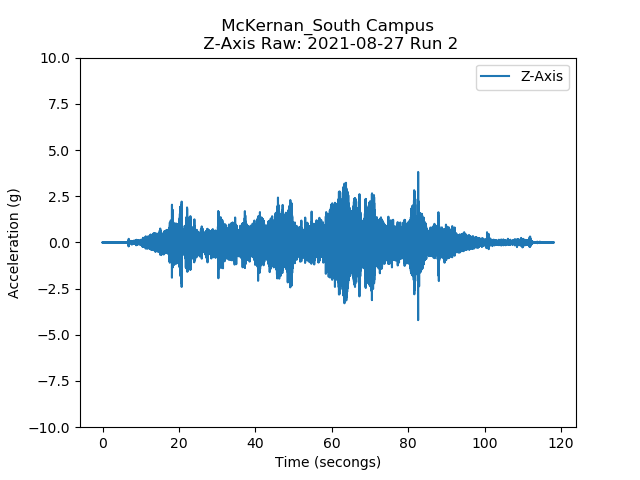 McKernan_South Campus
Z-Axis Raw: 2021-08-27 Run 2
Z-Axis
Acceleration (g)
10.0
7.5
5.0
2.5
0.0
−2.5
−5.0
−7.5
−10.0
0 20 40 60 80 100 120
Time (secongs)